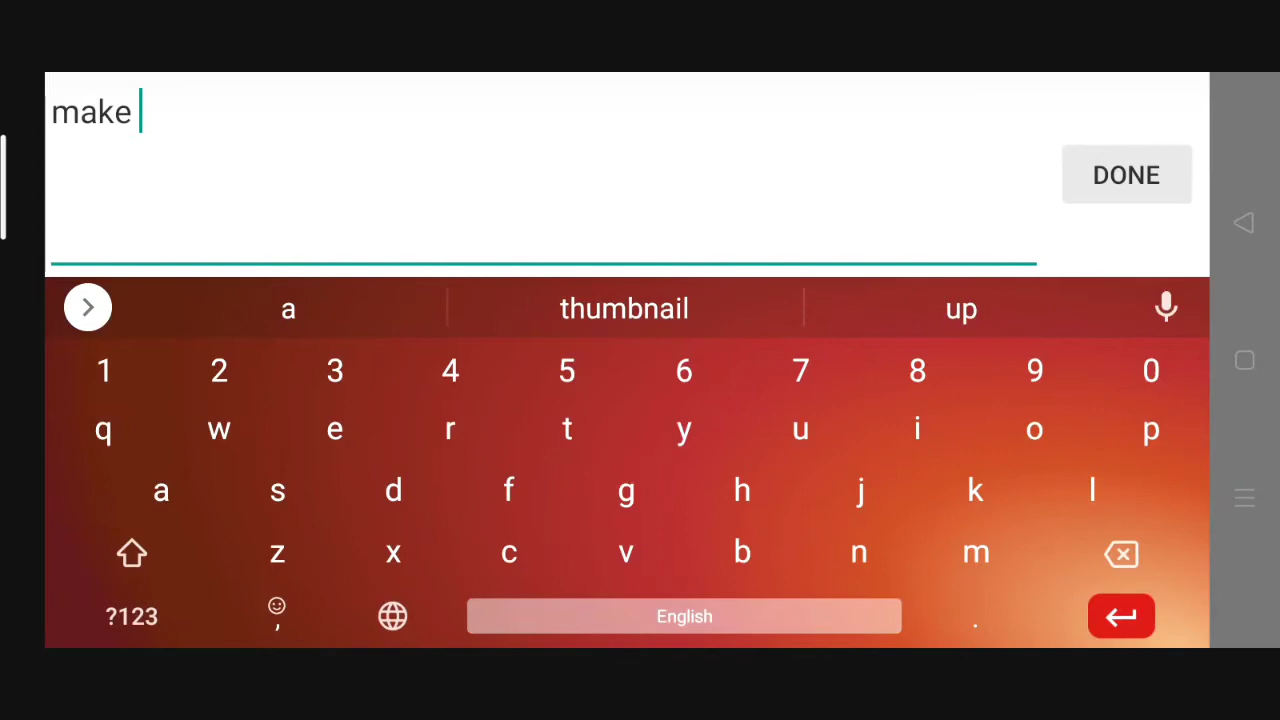 make
DONE
a thumbnail up
1 2 3 4 5 6 7 8 9 0
q w e r t y u i o p
a s d f g h j k l
z x c v b n m
?123 , English .